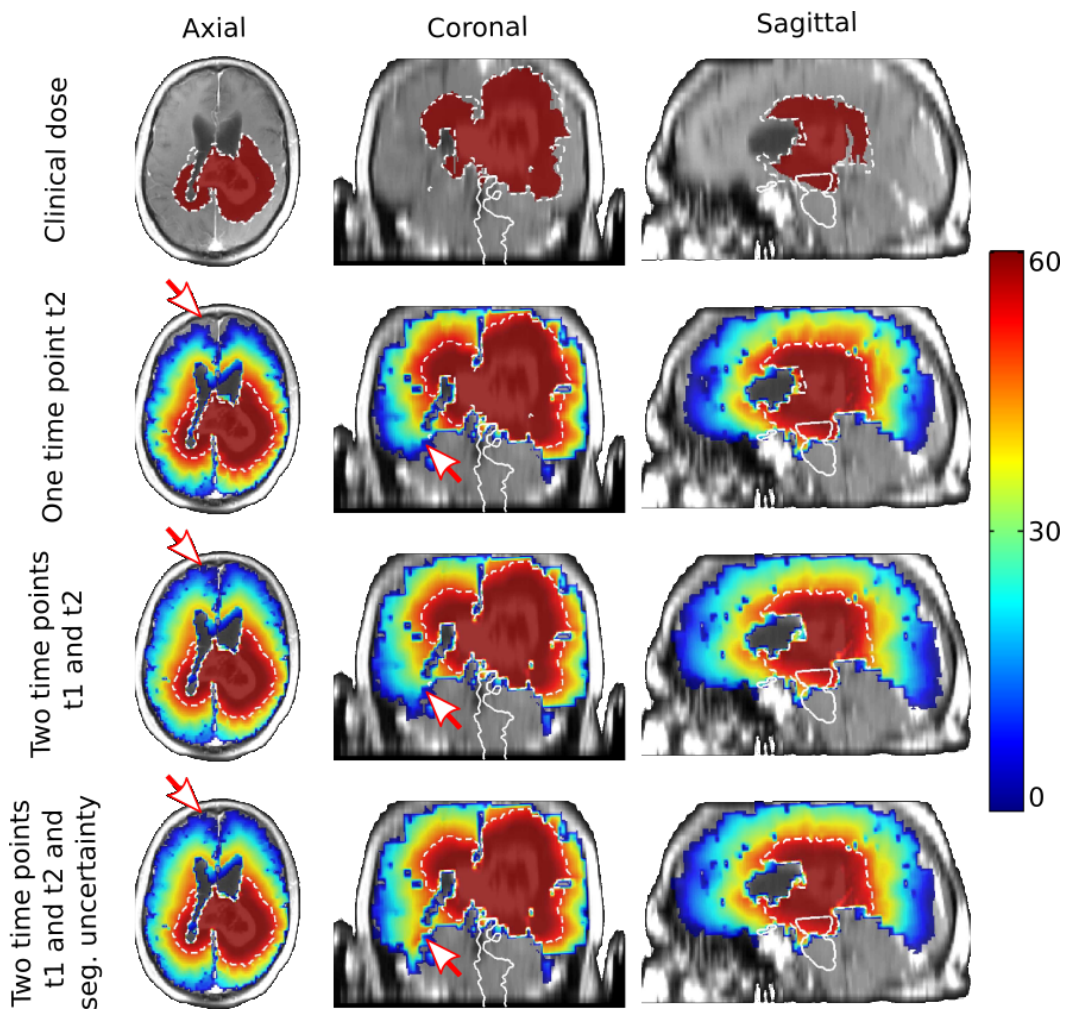 Axial
Coronal
Sagittal
Clinical dose
One time point t2
Two time points
t1 and t2
Two time points
t1 and t2 and
seg. uncertainty
60
30
0